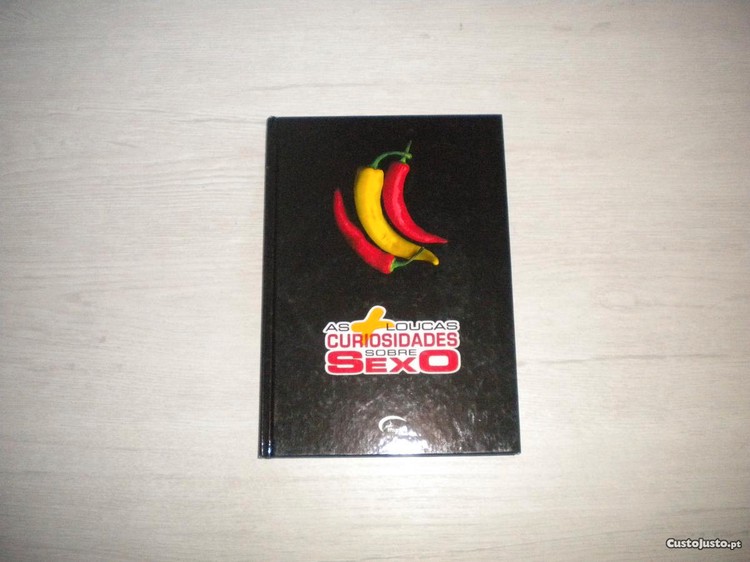 AS + LOUCAS
CURIOSIDADES
SOBRE
SEXO
CustoJusto.pt